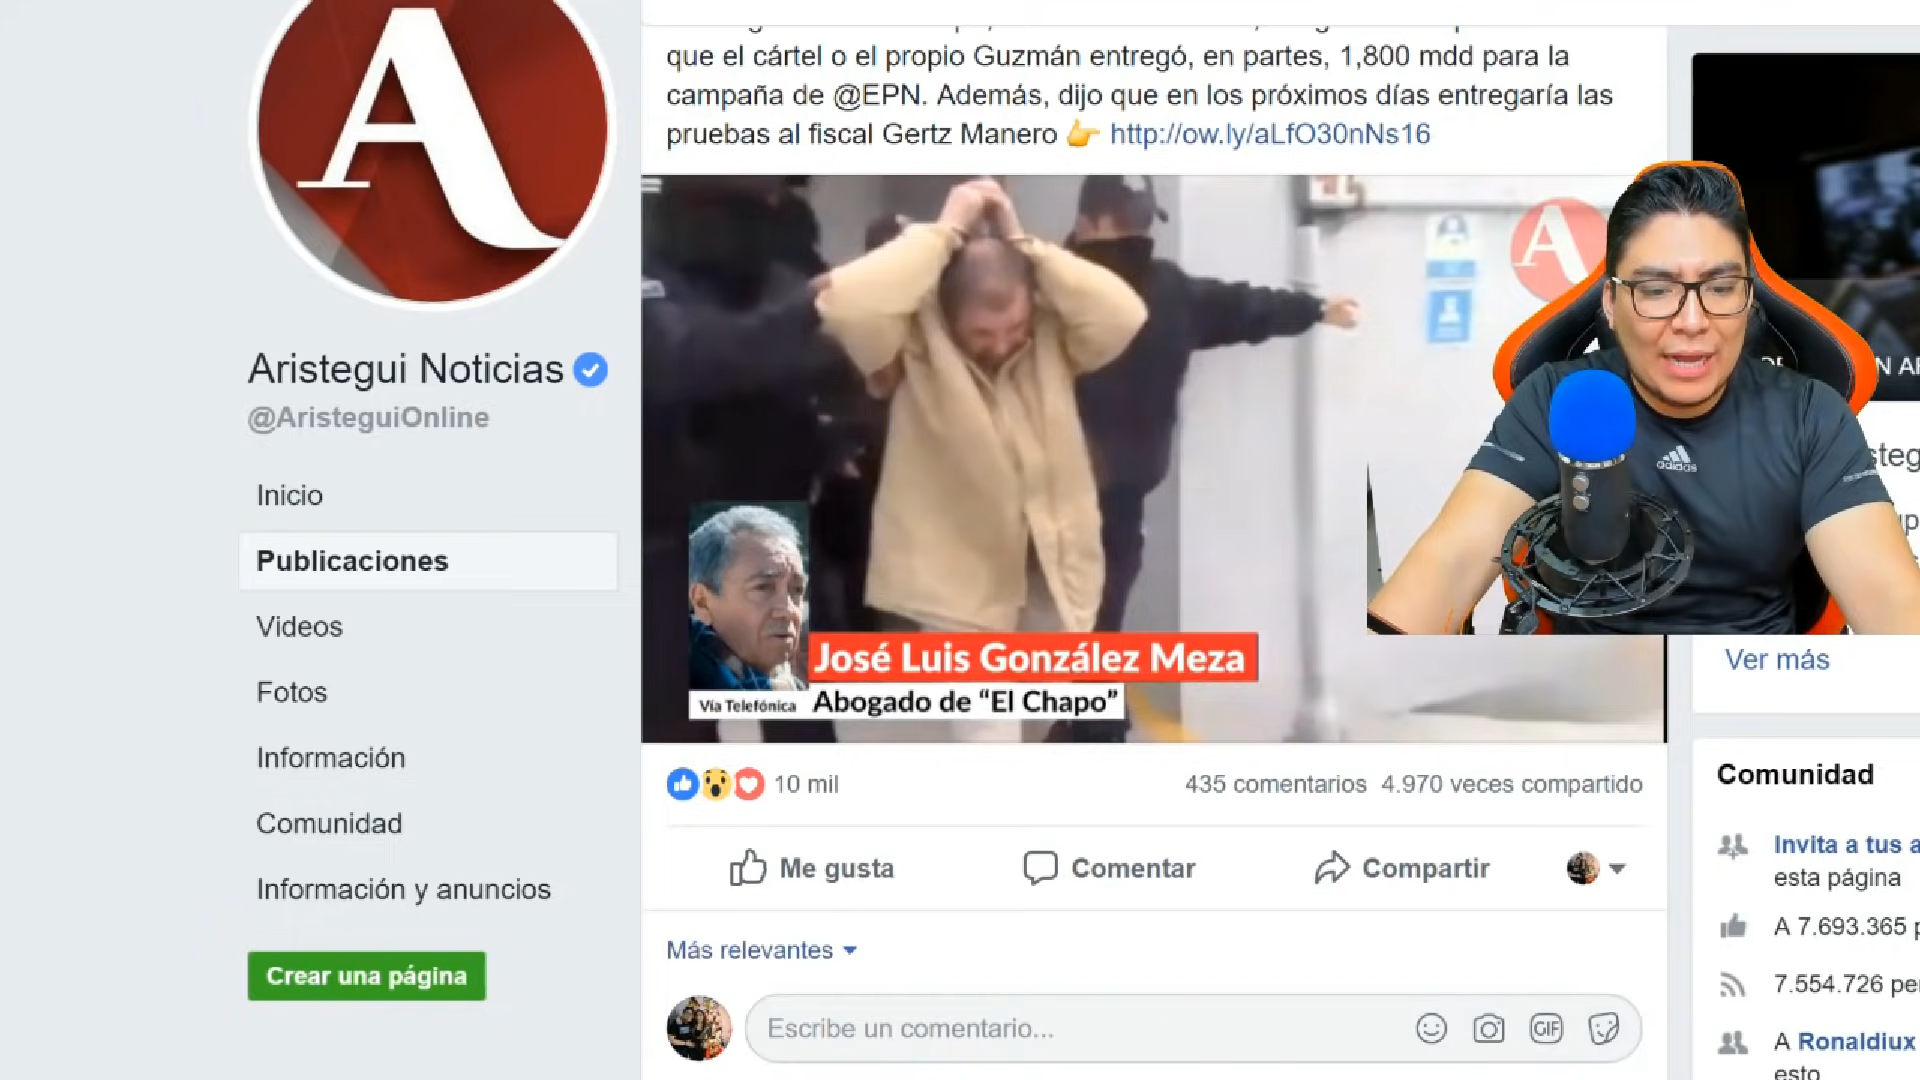 que el cártel o el propio Guzmán entregó, en partes, 1,800 mdd para la
campaña de @EPN. Además, dijo que en los próximos días entregaría las
pruebas al fiscal Gertz Manero 👉 http://ow.ly/aLfO30nNs16
A
Aristegui Noticias
@AristeguiOnline
Inicio
Publicaciones
Videos
Fotos
Información
Comunidad
Información y anuncios
Crear una página
A
adidas
José Luis González Meza
Vía Telefónica
Abogado de “El Chapo”
10 mil
435 comentarios 4.970 veces compartido
Me gusta
Comentar
Compartir
Más relevantes
Escribe un comentario...
GIF
Ver más
Comunidad
Invita a tus a
esta página
A 7.693.365 p
7.554.726 pe
A Ronaldiux
esto